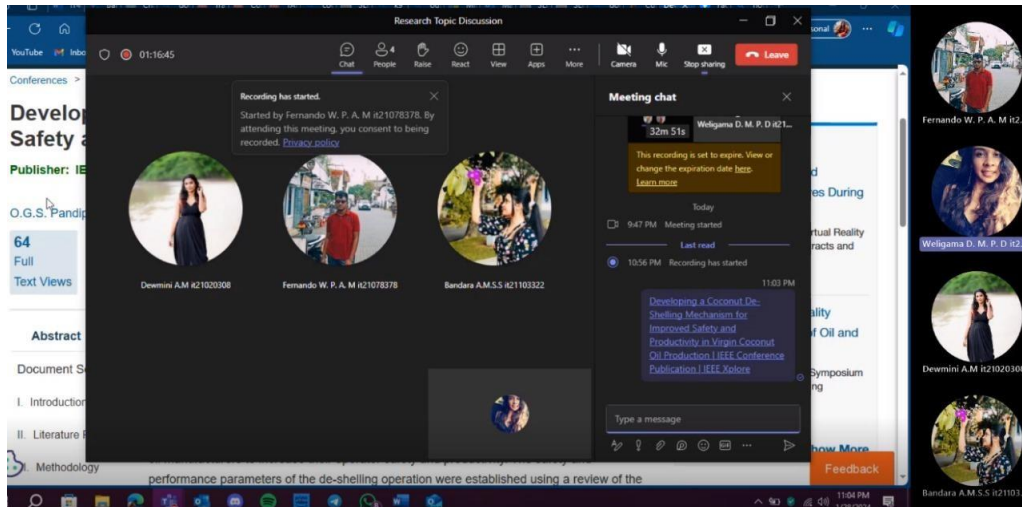 Research Topic Discussion
YouTube
Inbo
01:16:45
Chat
4
People
Raise
React
View
Apps
More
Camera
Mic
Stop sharing
Leave
Conferences >
Develop
Safety
Publisher: IE
O.G.S. Pandip
64
Full
Text Views
Abstract
Document S
I. Introduction
II. Literature
Methodology
Recording has started.
Started by Fernando W. P. A. M it21078378. By
attending this meeting, you consent to being
recorded. Privacy policy
Dewmini A.M it21020308
Fernando W. P. A. M it21078378
Bandara A.M.S.S it21103322
Meeting chat
32m 51s
Weligama D. M. P. D it21...
This recording is set to expire. View or
change the expiration date here.
Learn more
Today
9:47 PM Meeting started
Last read
10:56 PM Recording has started
11:03 PM
Developing a Coconut De-
Shelling Mechanism for
Improved Safety and
Productivity in Virgin Coconut
Oil Production | IEEE Conference
Publication | IEEE Xplore
Type a message
sonal
d
es During
rtual Reality
racts and
ality
of Oil and
Symposium
ng
how More
Feedback
performance parameters of the de-shelling operation were established using a review of the
11:04 PM
Fernando W. P. A. M it2...
Weligama D. M. P. D it2...
Dewmini A.M it21020308
Bandara A.M.S.S it21103...